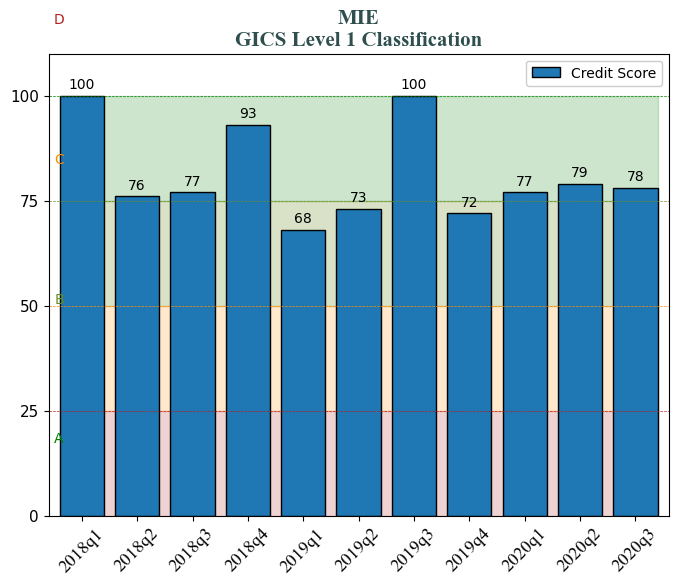 D
MIE
GICS Level 1 Classification
Credit Score
100
100
100
93
C
76
77
68
73
72
77
79
78
75
B
50
A
25
0
2018q1
2018q2
2018q3
2018q4
2019q1
2019q2
2019q3
2019q4
2020q1
2020q2
2020q3